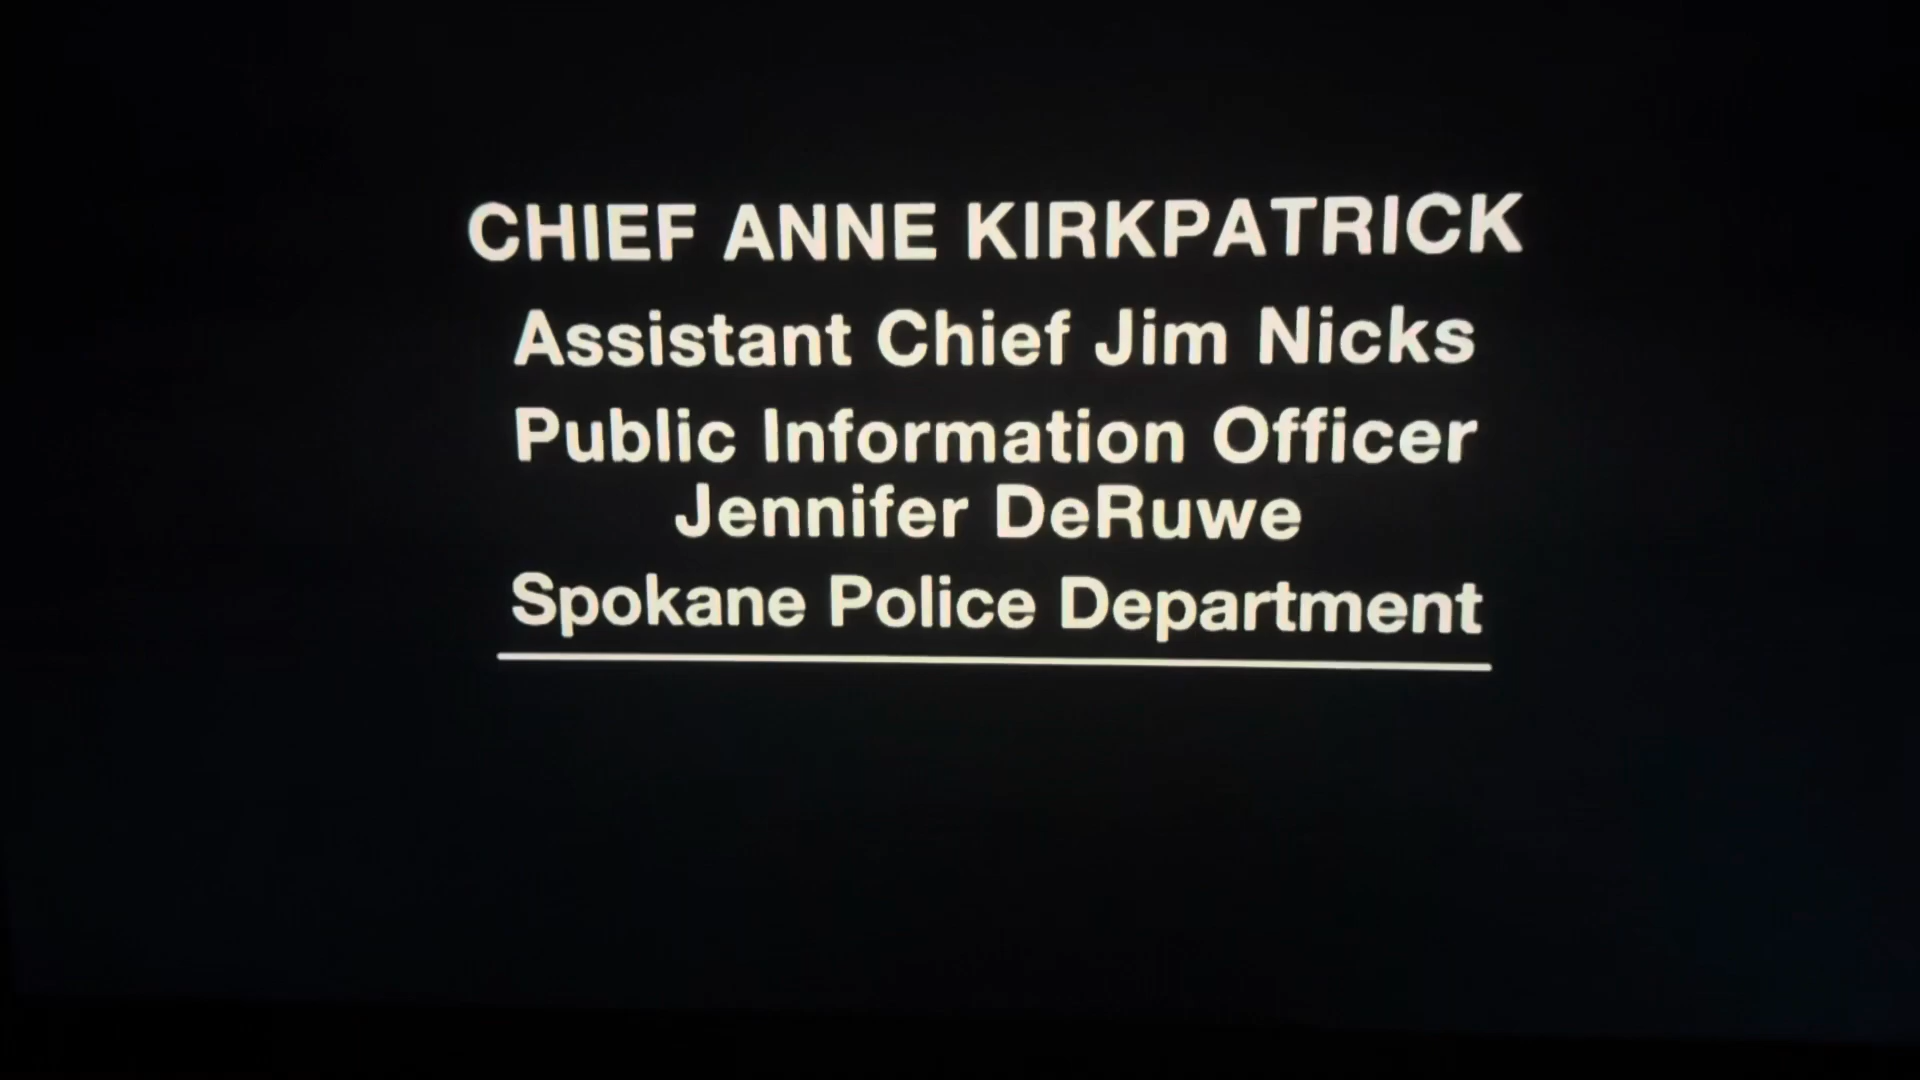 CHIEF ANNE KIRKPATRICK
Assistant Chief Jim Nicks
Public Information Officer
Jennifer DeRuwe
Spokane Police Department